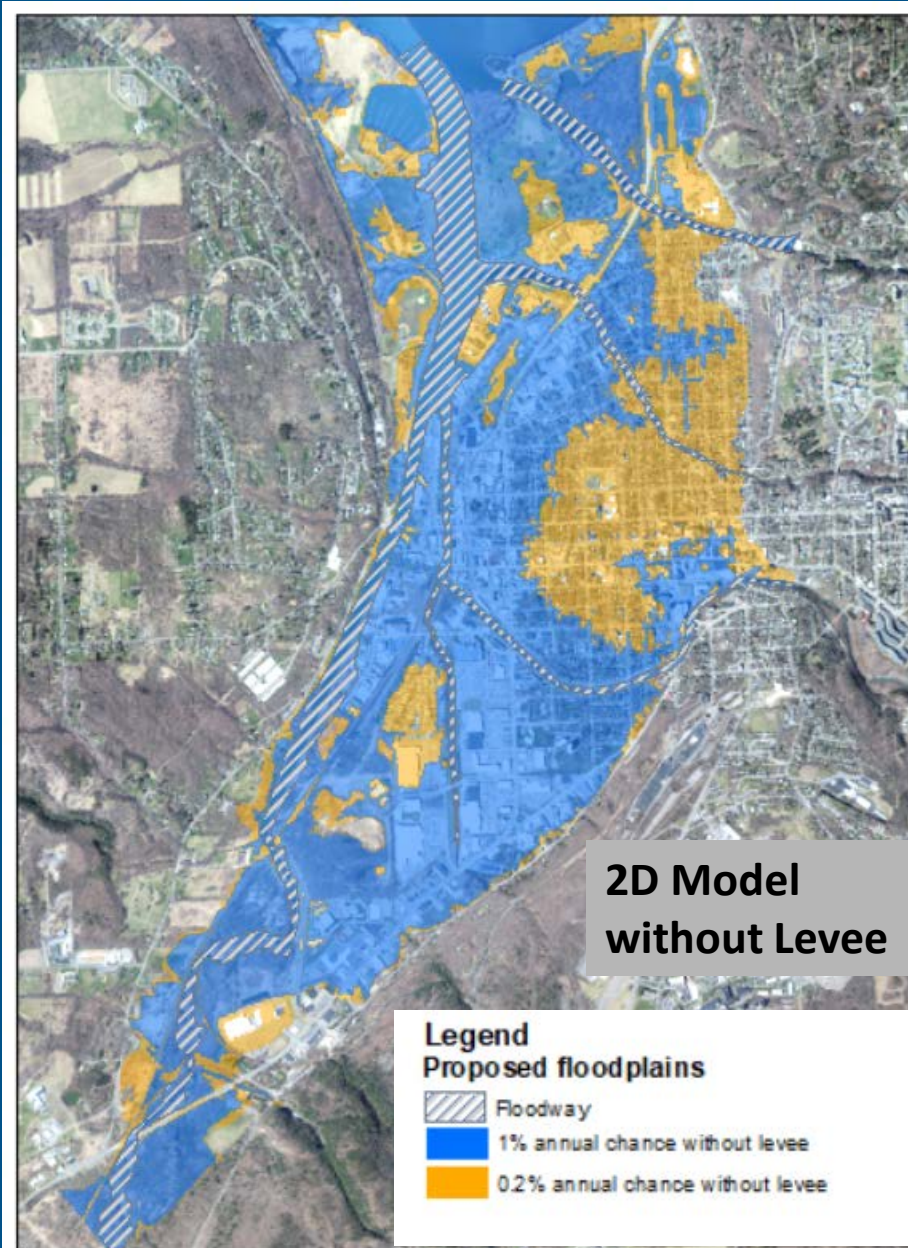 2D Model
without Levee
Legend
Proposed floodplains
Floodway
1% annual chance without levee
0.2% annual chance without levee